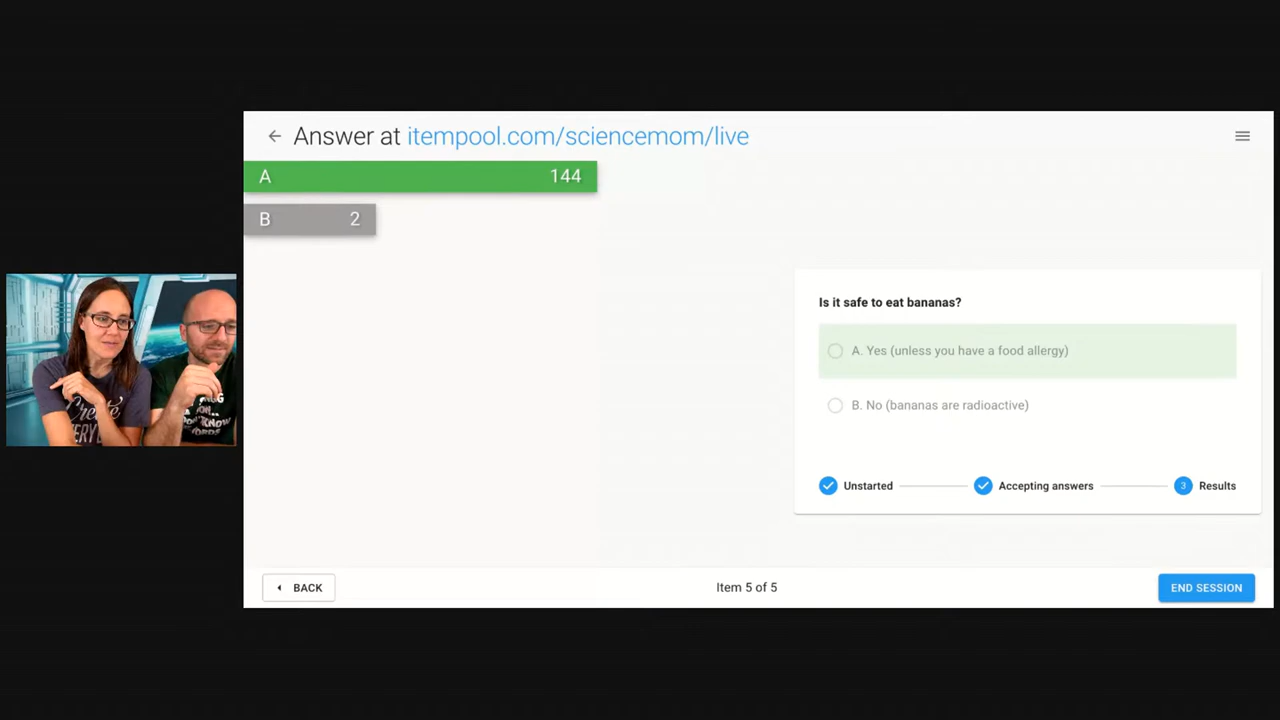 Answer at itempool.com/sciencemom/live
A 144
B 2
Is it safe to eat bananas?
A. Yes (unless you have a food allergy)
B. No (bananas are radioactive)
Unstarted
Accepting answers
3 Results
BACK
Item 5 of 5
END SESSION
Create